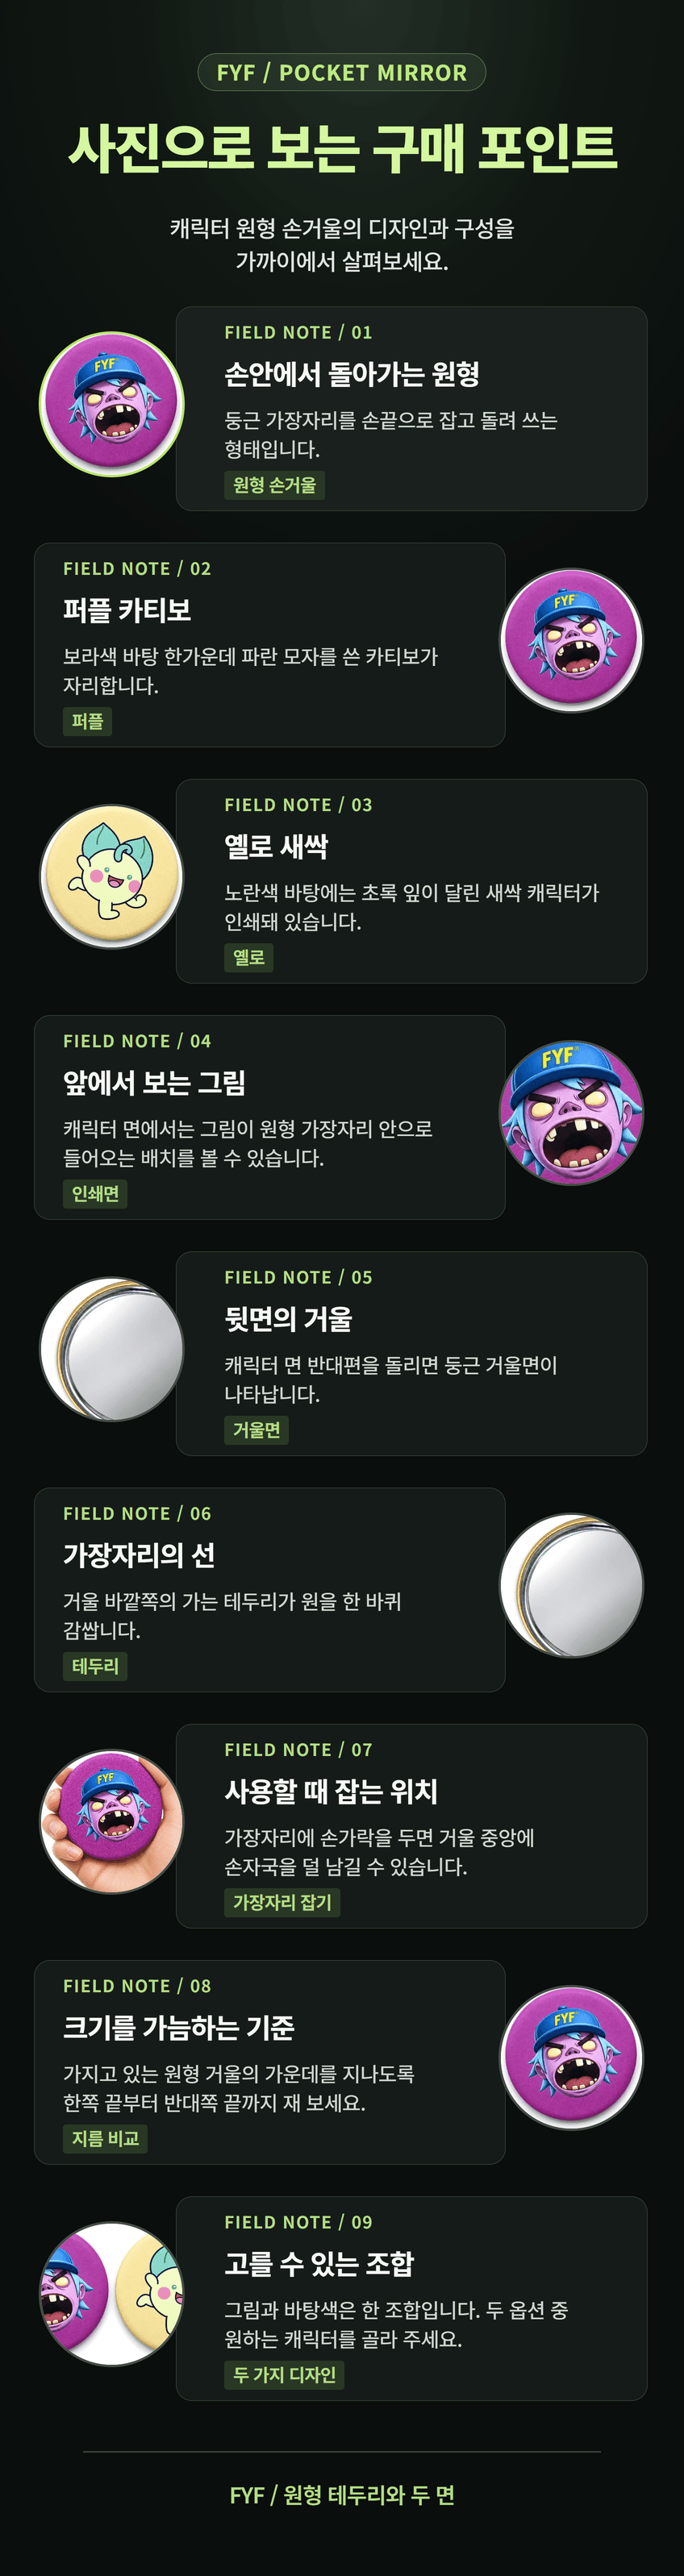 FYF / POCKET MIRROR
사진으로 보는 구매 포인트
캐릭터 원형 손거울의 디자인과 구성을
가까이에서 살펴보세요.
FIELD NOTE / 01
손안에서 돌아가는 원형
둥근 가장자리를 손끝으로 잡고 돌려 쓰는
형태입니다.
원형 손거울
FYF
FIELD NOTE / 02
퍼플 카티보
보라색 바탕 한가운데 파란 모자를 쓴 카티보가
자리합니다.
퍼플
FYF
FIELD NOTE / 03
옐로 새싹
노란색 바탕에는 초록 잎이 달린 새싹 캐릭터가
인쇄돼 있습니다.
옐로
FIELD NOTE / 04
앞에서 보는 그림
캐릭터 면에서는 그림이 원형 가장자리 안으로
들어오는 배치를 볼 수 있습니다.
인쇄면
FYF
FIELD NOTE / 05
뒷면의 거울
캐릭터 면 반대편을 돌리면 둥근 거울면이
나타납니다.
거울면
FIELD NOTE / 06
가장자리의 선
거울 바깥쪽의 가는 테두리가 원을 한 바퀴
감쌉니다.
테두리
FIELD NOTE / 07
사용할 때 잡는 위치
가장자리에 손가락을 두면 거울 중앙에
손자국을 덜 남길 수 있습니다.
가장자리 잡기
FYF
FIELD NOTE / 08
크기를 가늠하는 기준
가지고 있는 원형 거울의 가운데를 지나도록
한쪽 끝부터 반대쪽 끝까지 재 보세요.
지름 비교
FYF
FIELD NOTE / 09
고를 수 있는 조합
그림과 바탕색은 한 조합입니다. 두 옵션 중
원하는 캐릭터를 골라 주세요.
두 가지 디자인
FYF / 원형 테두리와 두 면